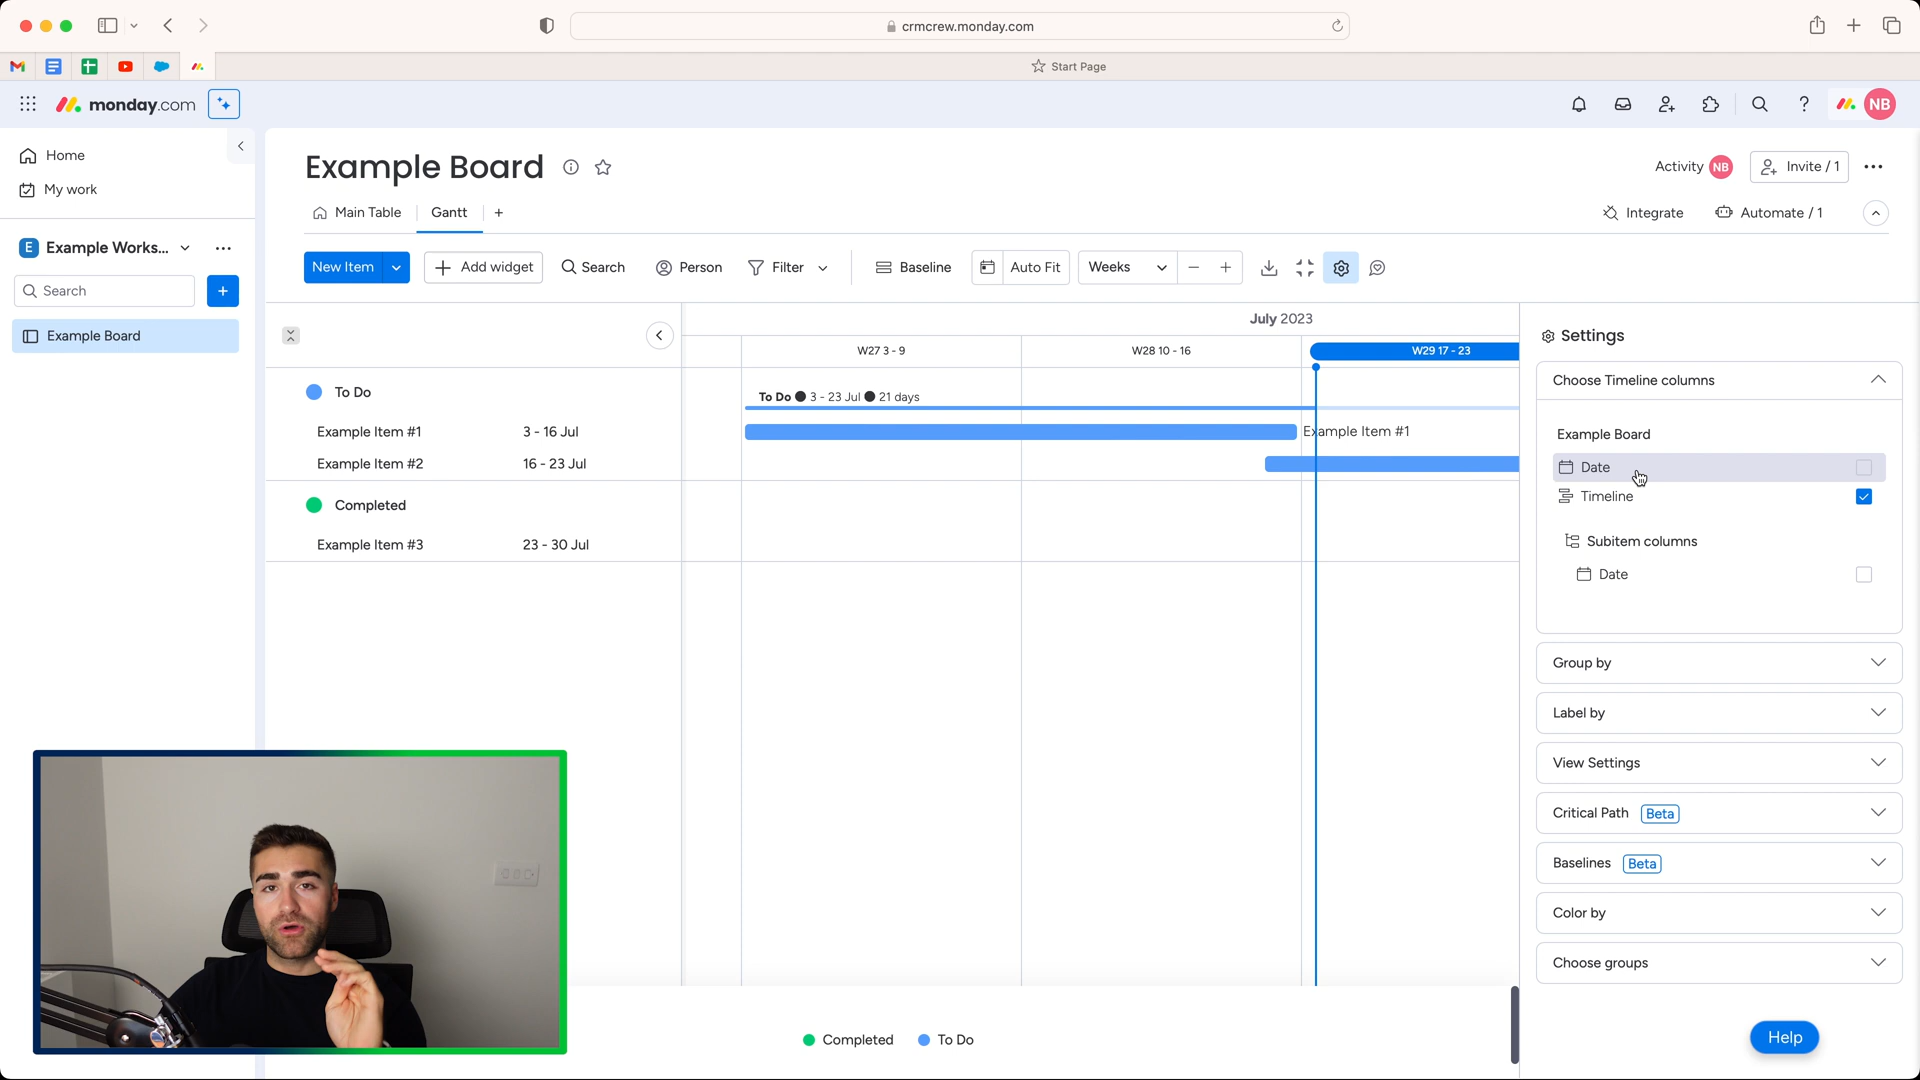 crmcrew.monday.com
Start Page
monday.com
NB
Home
My work
E Example Works...
Search
Example Board
Example Board
Activity NB
Invite / 1
Main Table
Gantt
Integrate
Automate / 1
New Item
Add widget
Search
Person
Filter
Baseline
Auto Fit
Weeks
July 2023
W27 3 - 9
W28 10 - 16
W29 17 - 23
To Do
To Do ● 3 - 23 Jul ● 21 days
Example Item #1
3 - 16 Jul
Example Item #1
Example Item #2
16 - 23 Jul
Completed
Example Item #3
23 - 30 Jul
Settings
Choose Timeline columns
Example Board
Date
Timeline
Subitem columns
Date
Group by
Label by
View Settings
Critical Path Beta
Baselines Beta
Color by
Choose groups
Completed
To Do
Help